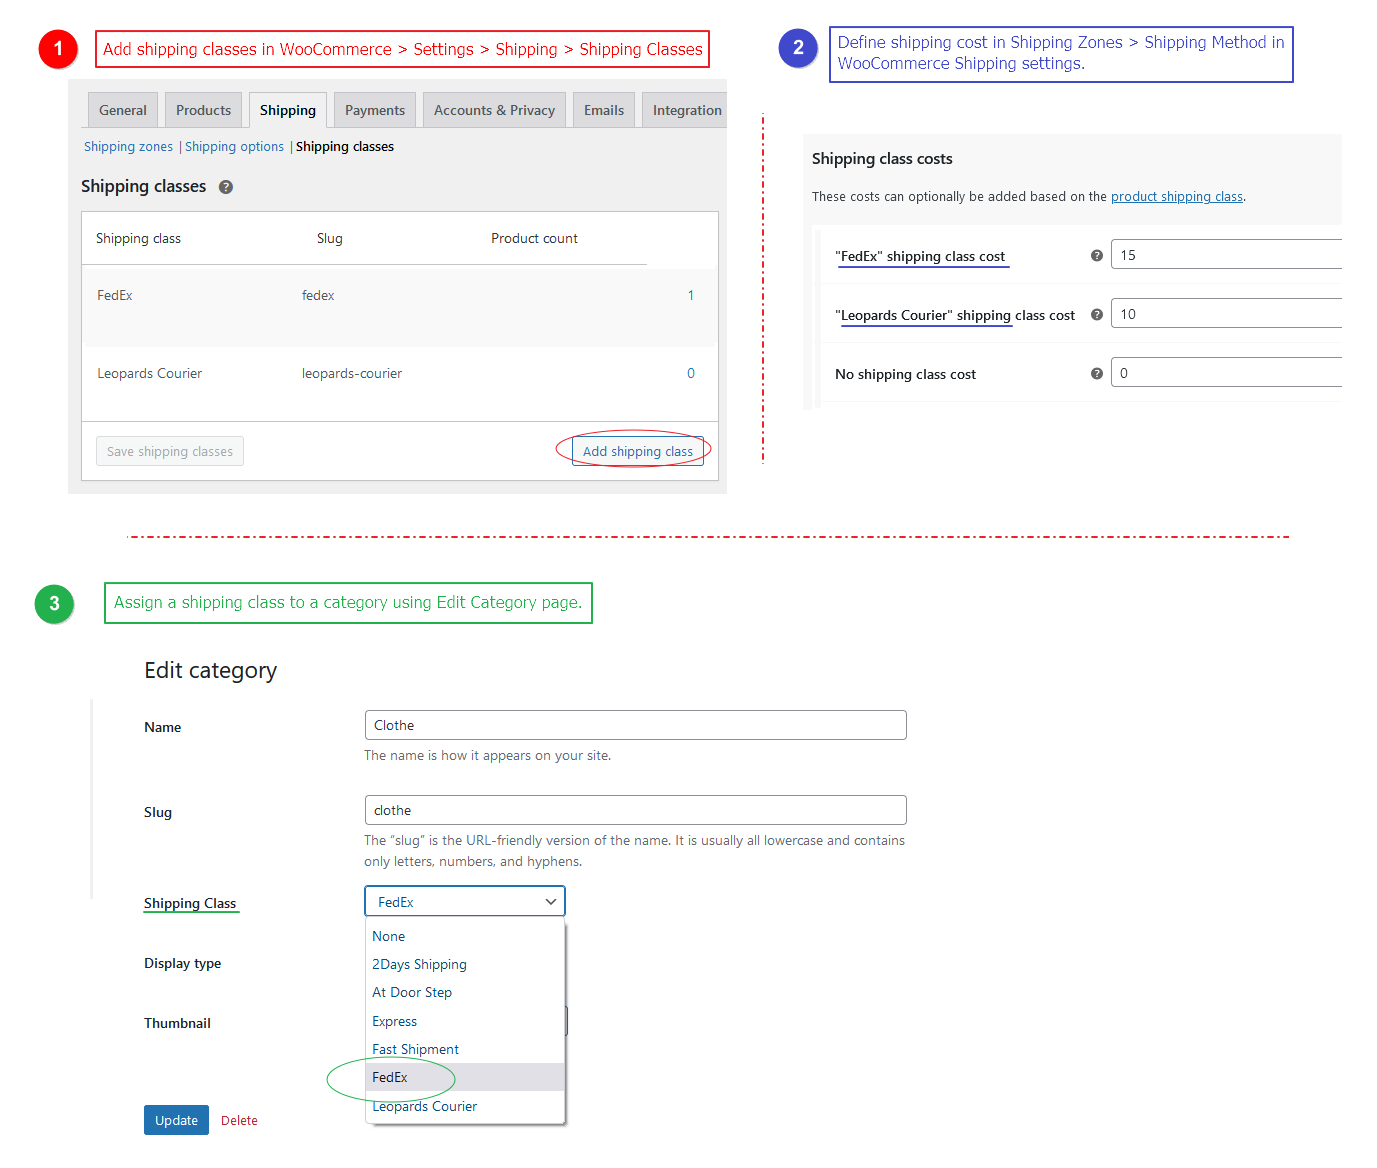 1
Add shipping classes in WooCommerce > Settings > Shipping > Shipping Classes
General Products Shipping Payments Accounts & Privacy Emails Integration
Shipping zones | Shipping options | Shipping classes
Shipping classes ?
Shipping class Slug Product count
FedEx fedex 1
Leopards Courier leopards-courier 0
Save shipping classes Add shipping class
2
Define shipping cost in Shipping Zones > Shipping Method in
WooCommerce Shipping settings.
Shipping class costs
These costs can optionally be added based on the product shipping class.
"FedEx" shipping class cost ? 15
"Leopards Courier" shipping class cost ? 10
No shipping class cost ? 0
3
Assign a shipping class to a category using Edit Category page.
Edit category
Name Clothe
The name is how it appears on your site.
Slug clothe
The “slug” is the URL-friendly version of the name. It is usually all lowercase and contains
only letters, numbers, and hyphens.
Shipping Class FedEx
None
Display type 2Days Shipping
At Door Step
Thumbnail Express
Fast Shipment
FedEx
Leopards Courier
Update Delete